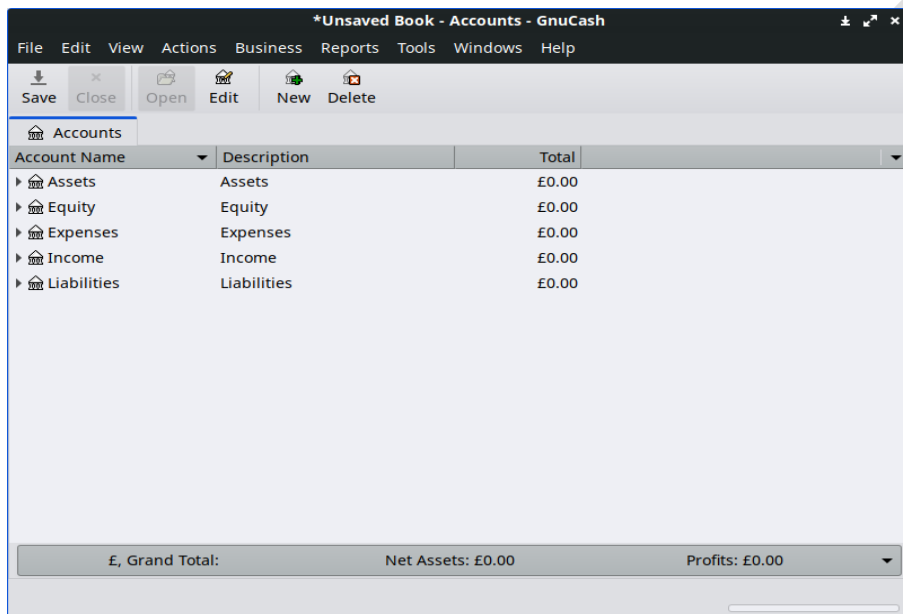 *Unsaved Book - Accounts - GnuCash
File Edit View Actions Business Reports Tools Windows Help
Save Close Open Edit New Delete
Accounts
Account Name Description Total
Assets Assets £0.00
Equity Equity £0.00
Expenses Expenses £0.00
Income Income £0.00
Liabilities Liabilities £0.00
£, Grand Total: Net Assets: £0.00 Profits: £0.00